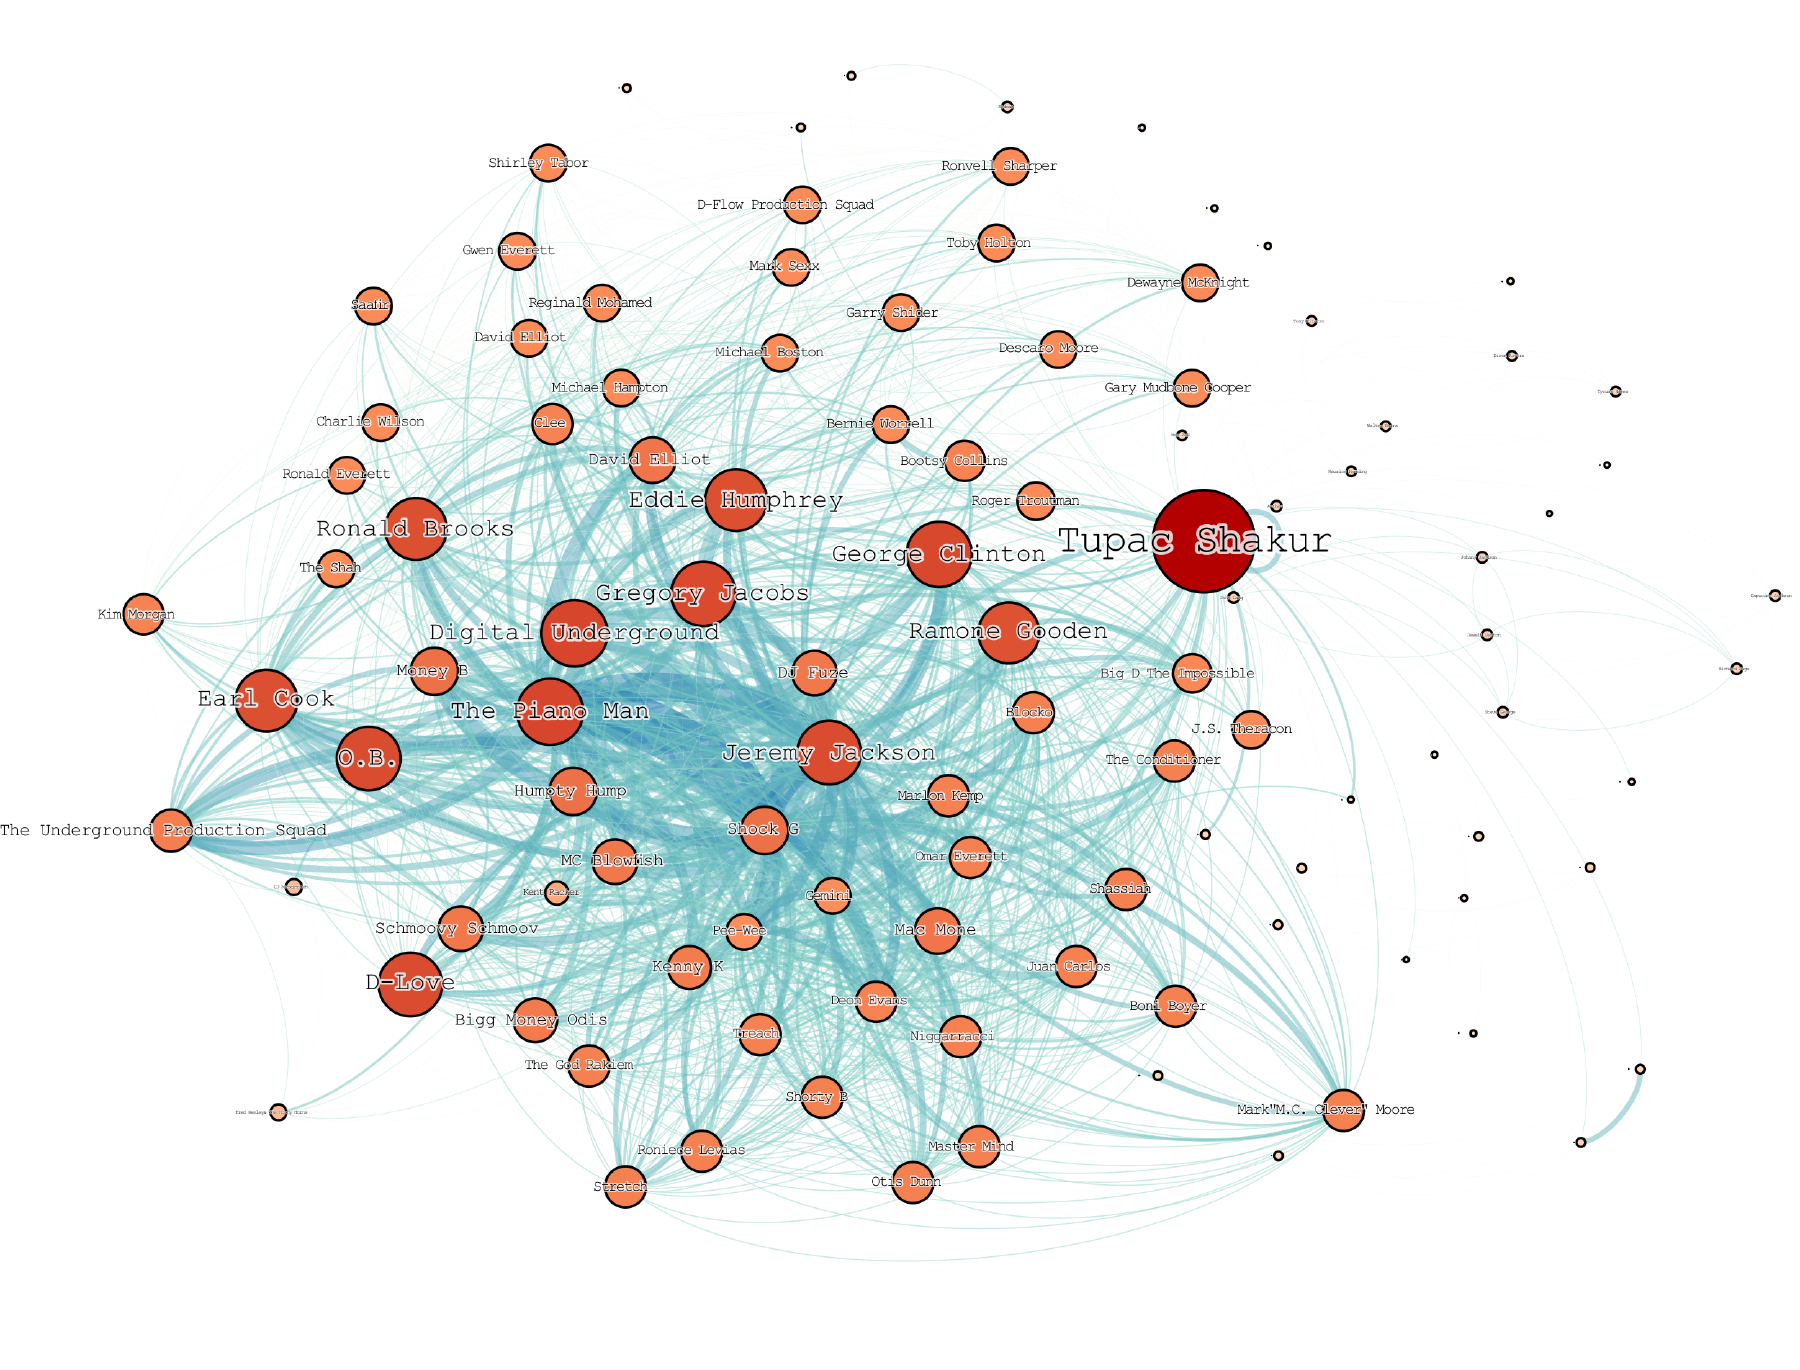 Shirley Tabor
Ronvell Sharper
D-Flow Production Squad
Gwen Everett
Toby Holton
Mark Sexx
Dewayne McKnight
Saafir
Reginald Mohamed
Garry Shider
David Elliot
Michael Boston
Descaro Moore
Michael Hampton
Gary Mudbone Cooper
Charlie Wilson
Clee
Bernie Worrell
David Elliot
Bootsy Collins
Ronald Everett
Eddie Humphrey
Roger Troutman
Ronald Brooks
Tupac Shakur
George Clinton
The Shah
Gregory Jacobs
Kim Morgan
Digital Underground
Ramone Gooden
Money B
DJ Fuze
Big D The Impossible
Earl Cook
The Piano Man
Blocko
J.S. Theracon
O.B.
Jeremy Jackson
The Conditioner
Humpty Hump
Marlon Kemp
The Underground Production Squad
Shock G
MC Blowfish
Omar Everett
Kent Racker
Gemini
Shassiah
Schmoovy Schmoov
Pee-Wee
Mac Mone
Kenny K
Juan Carlos
D-Love
Deon Evans
Boni Boyer
Bigg Money Odis
Treach
Niggarracci
The God Rakiem
Shorty B
Mark"M.C. Clever" Moore
Roniece Levias
Master Mind
Stretch
Otis Dunn